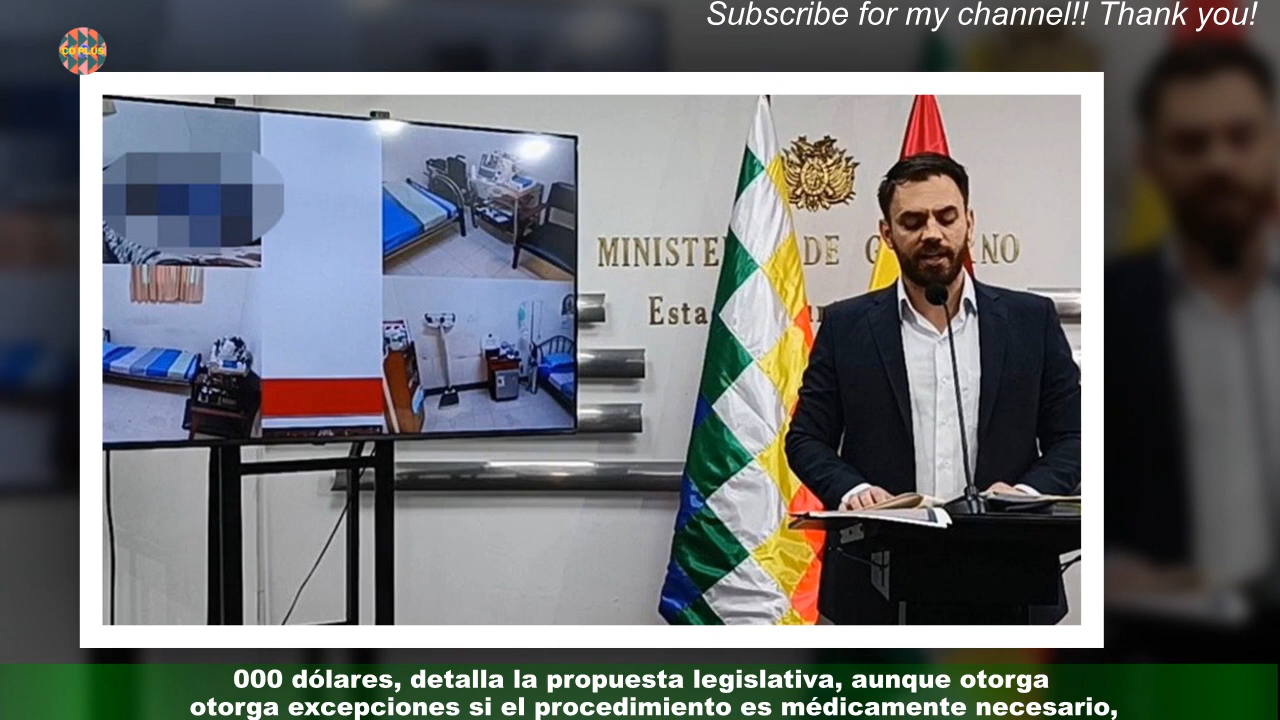 Subscribe for my channel!! Thank you!
CO PLUS
MINISTE DE G NO
Esta
000 dólares, detalla la propuesta legislativa, aunque otorga
otorga excepciones si el procedimiento es médicamente necesario,